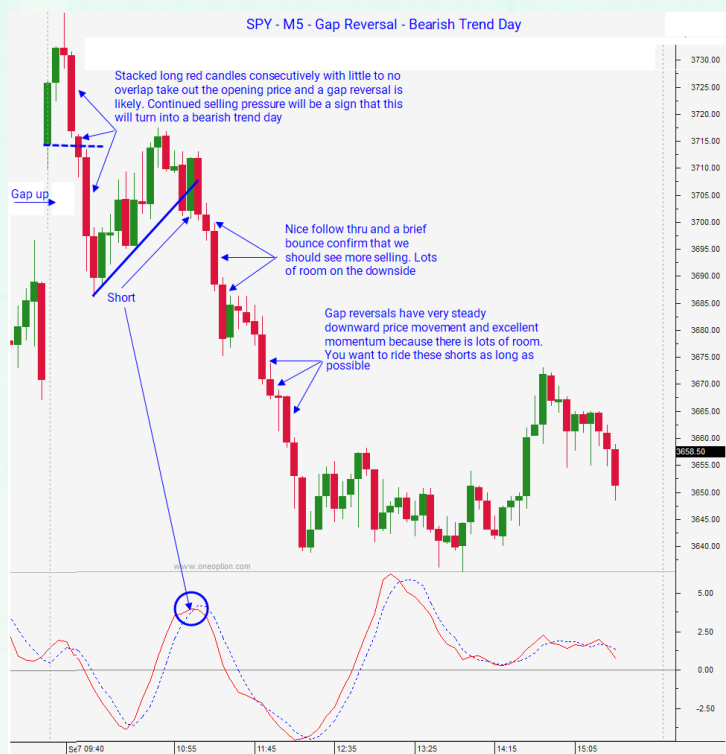 SPY - M5 - Gap Reversal - Bearish Trend Day
Stacked long red candles consecutively with little to no
overlap take out the opening price and a gap reversal is
likely. Continued selling pressure will be a sign that this
will turn into a bearish trend day
Gap up
Nice follow thru and a brief
bounce confirm that we
should see more selling. Lots
of room on the downside
Short
Gap reversals have very steady
downward price movement and excellent
momentum because there is lots of room.
You want to ride these shorts as long as
possible
www.oneoption.com
3730.00
3725.00
3720.00
3715.00
3710.00
3705.00
3700.00
3695.00
3690.00
3685.00
3680.00
3675.00
3670.00
3665.00
3660.00
3658.50
3655.00
3650.00
3645.00
3640.00
5.00
2.50
0.00
-2.50
09:40 10:55 11:45 12:35 13:25 14:15 15:05